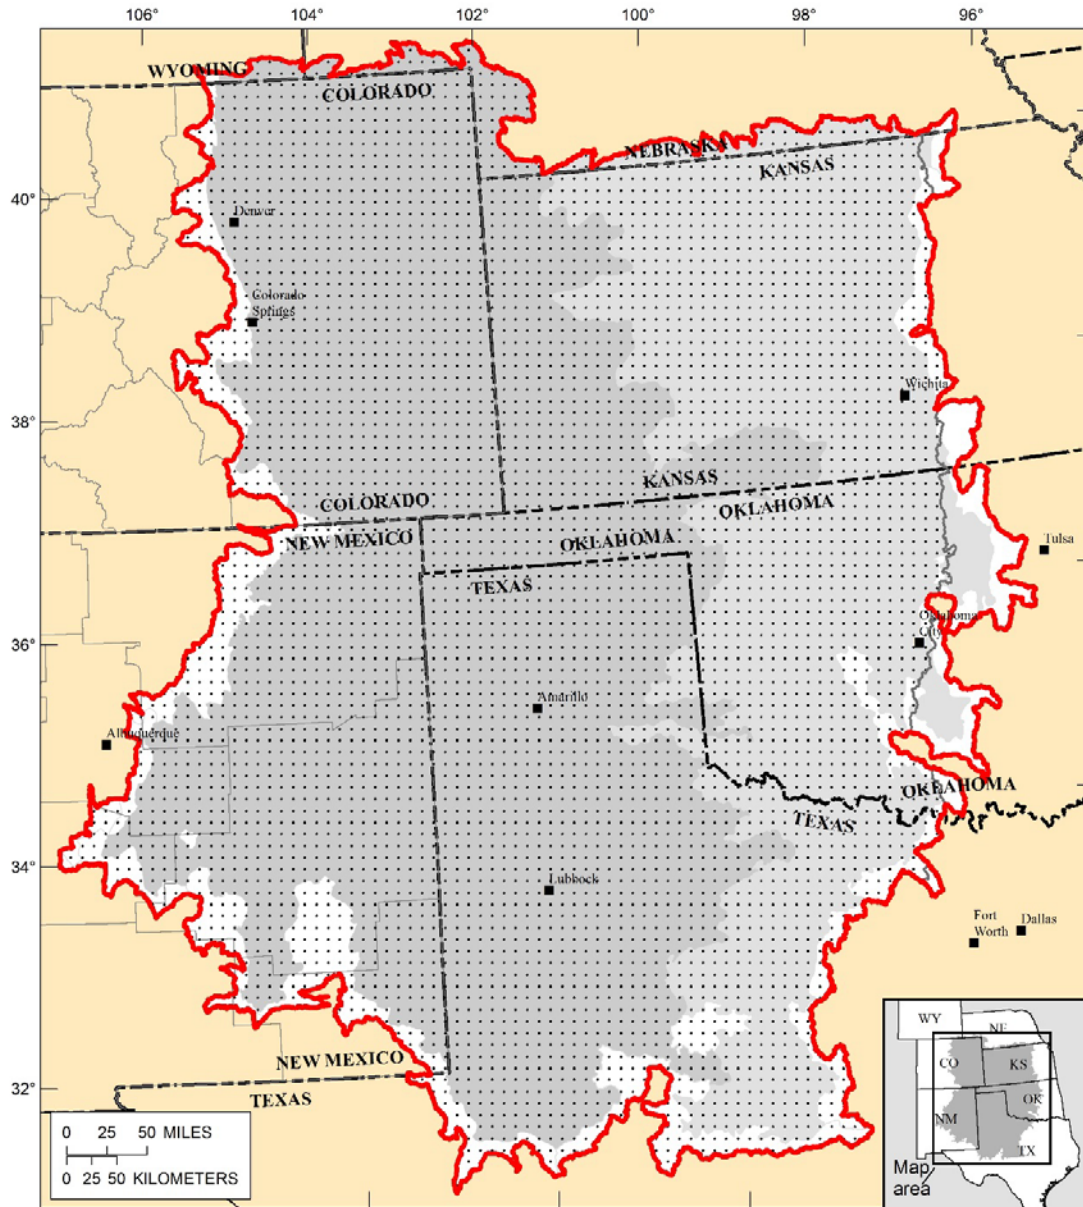 106° 104° 102° 100° 98° 96°
WYOMING
COLORADO
NEBRASKA
KANSAS
40°
Denver
Colorado
Springs
Wichita
38°
COLORADO
KANSAS
OKLAHOMA
NEW MEXICO
OKLAHOMA
TEXAS
Tulsa
36°
Oklahoma
City
Amarillo
Albuquerque
OKLAHOMA
TEXAS
34°
Lubbock
Fort
Worth
Dallas
NEW MEXICO
32°
TEXAS
0 25 50 MILES
0 25 50 KILOMETERS
WY
NE
CO
KS
OK
NM
TX
Map
area